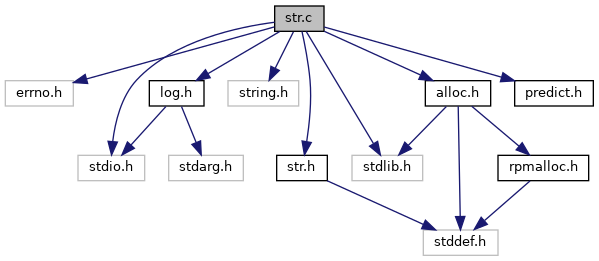 str.c
errno.h
log.h
string.h
alloc.h
predict.h
stdio.h
stdarg.h
str.h
stdlib.h
rpmalloc.h
stddef.h